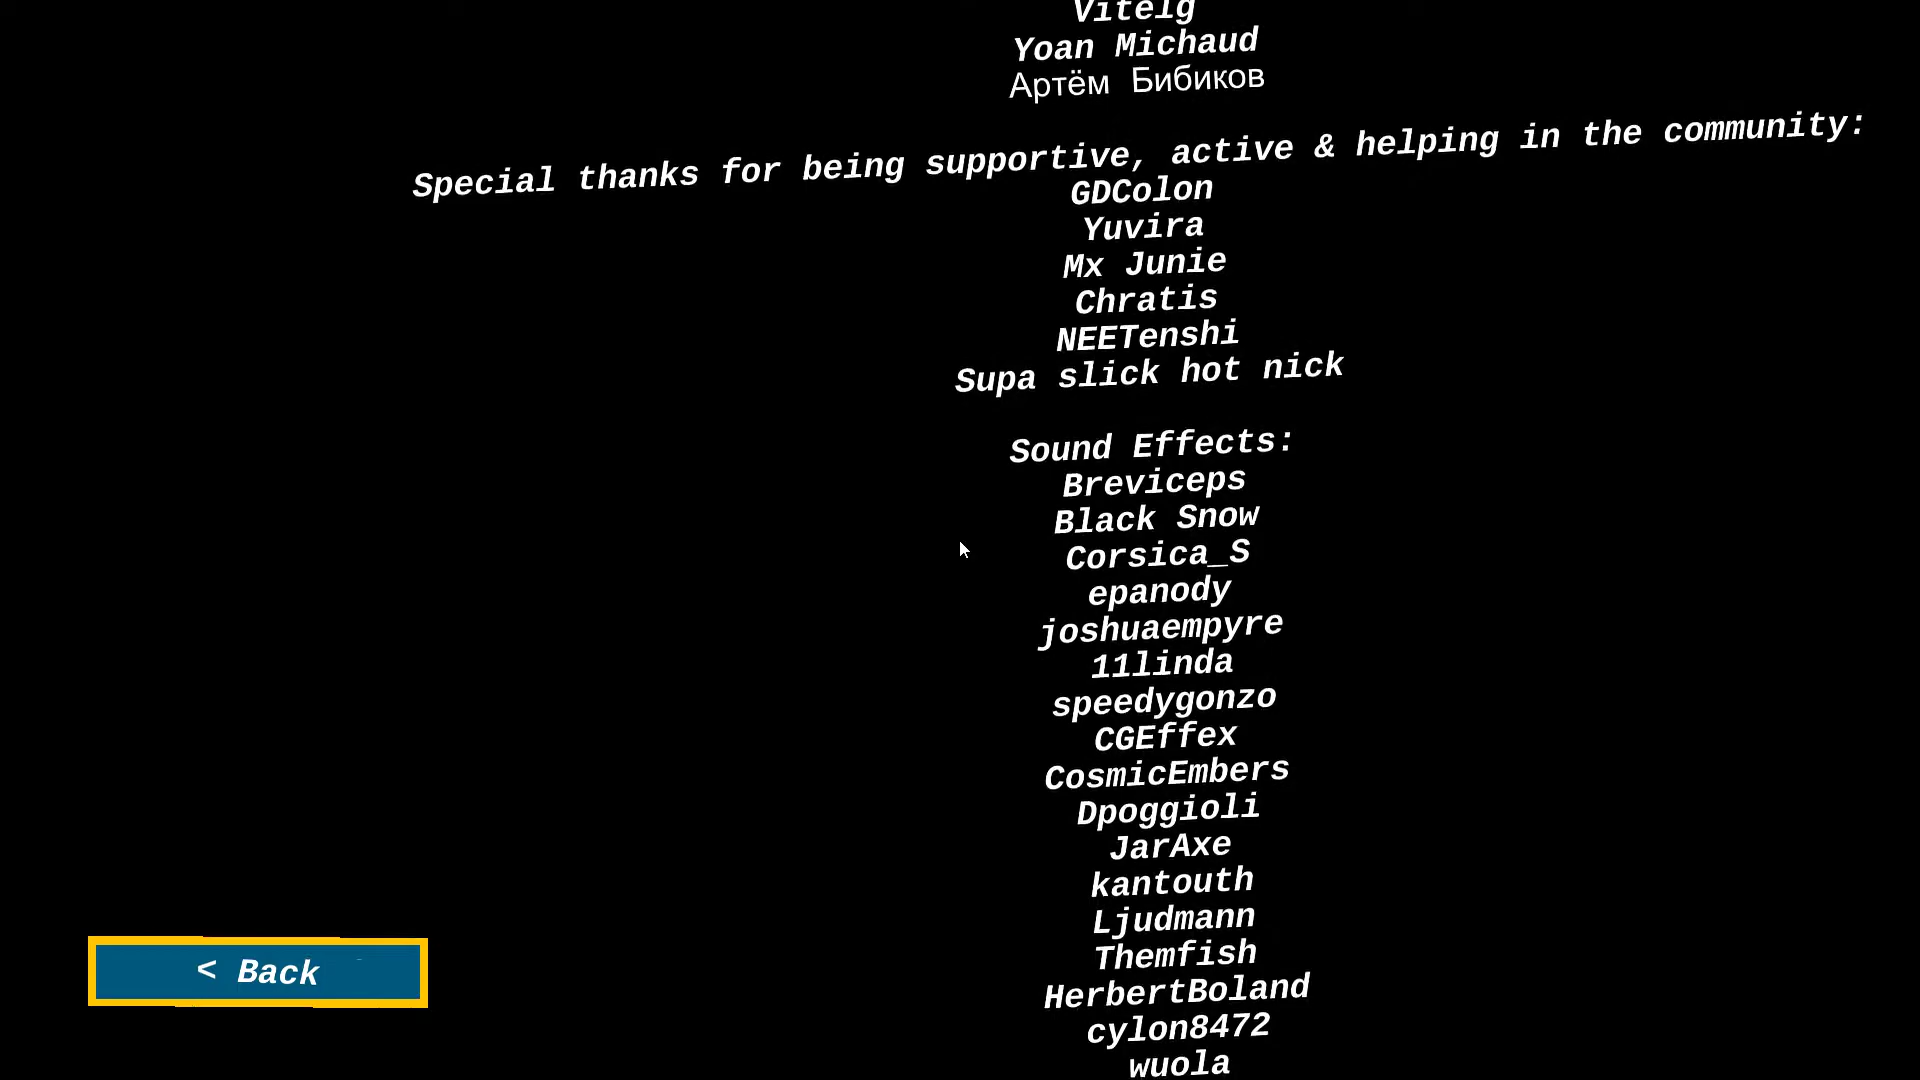 Vitelg
Yoan Michaud
Артём Бибиков
Special thanks for being supportive, active & helping in the community:
GDColon
Yuvira
Mx Junie
Chratis
NEETenshi
Supa slick hot nick
Sound Effects:
Breviceps
Black Snow
Corsica_S
epanody
joshuaempyre
11linda
speedygonzo
CGEffex
CosmicEmbers
Dpoggioli
JarAxe
kantouth
Ljudmann
Themfish
HerbertBoland
cylon8472
wuola
< Back